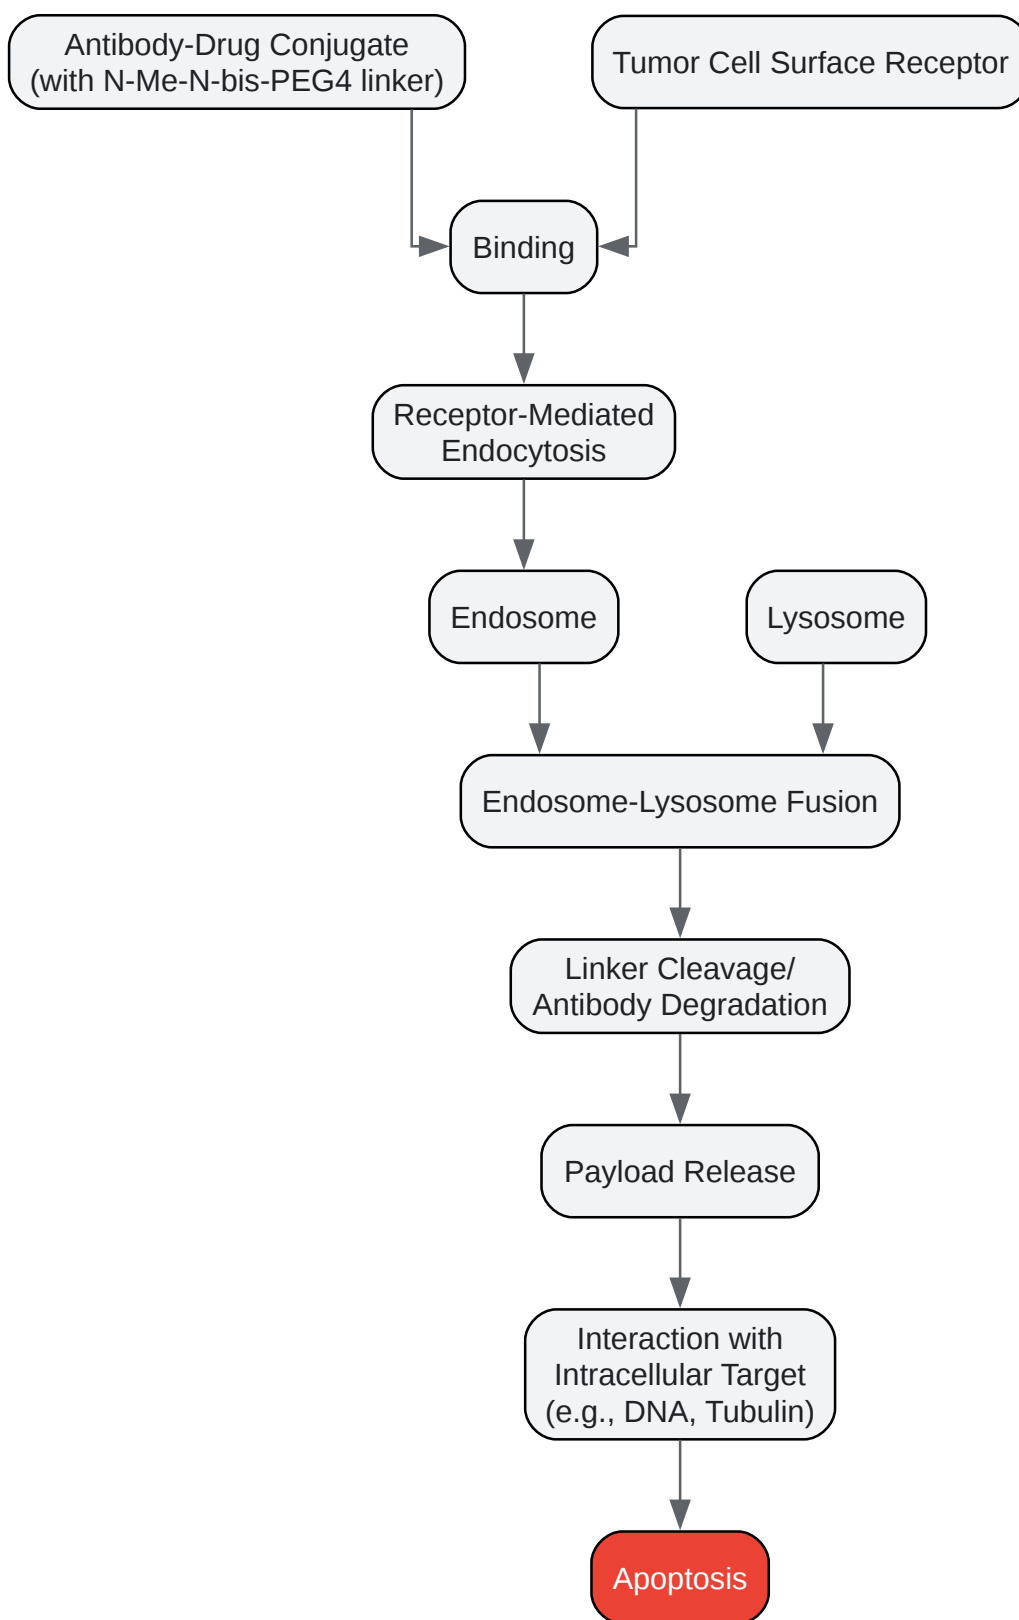 Antibody-Drug Conjugate
(with N-Me-N-bis-PEG4 linker)
Tumor Cell Surface Receptor
Binding
Receptor-Mediated
Endocytosis
Endosome
Lysosome
Endosome-Lysosome Fusion
Linker Cleavage/
Antibody Degradation
Payload Release
Interaction with
Intracellular Target
(e.g., DNA, Tubulin)
Apoptosis